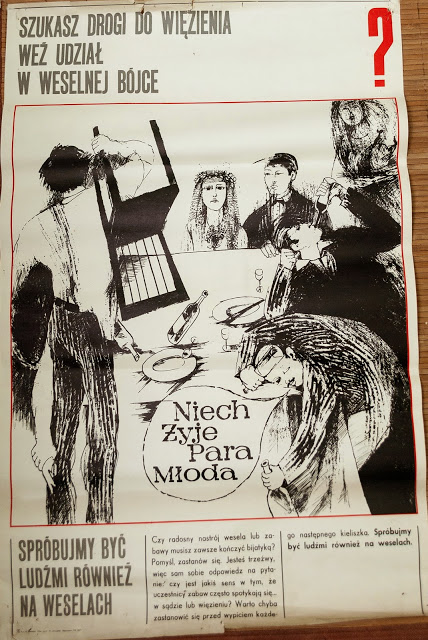 SZUKASZ DROGI DO WIĘZIENIA
WEŹ UDZIAŁ
W WESELNEJ BÓJCE
?
Niech
Żyje
Para
Młoda
SPRÓBUJMY BYĆ
LUDŹMI RÓWNIEŻ
NA WESELACH
Czy radosny nastrój wesela lub za-
bawy musisz zawsze kończyć bijatyką?
Pomyśl, zastanów się. Jesteś trzeźwy,
więc sam sobie odpowiedz na pyta-
nie: czy jest jakiś sens w tym, że
uczestnicy zabaw często spotykają się...
w sądzie lub więzieniu? Warto chyba
zastanowić się przed wypiciem każde-
go następnego kieliszka. Spróbujmy
być ludźmi również na weselach.